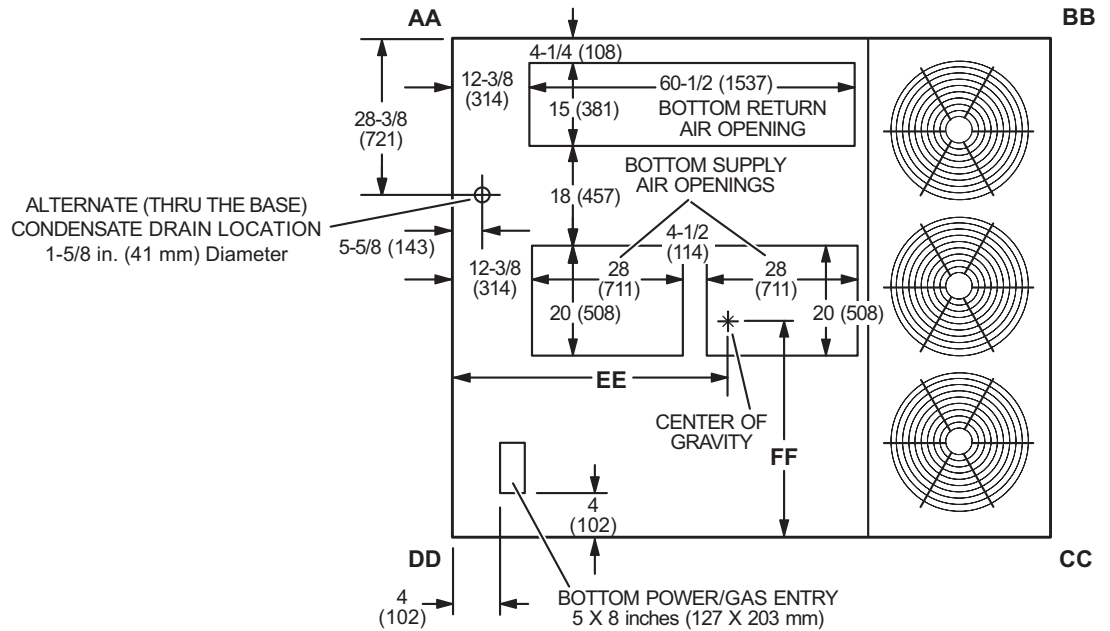 AA
BB
4-1/4 (108)
12-3/8
(314)
60-1/2 (1537)
15 (381)
BOTTOM RETURN
AIR OPENING
28-3/8
(721)
BOTTOM SUPPLY
AIR OPENINGS
18 (457)
ALTERNATE (THRU THE BASE)
CONDENSATE DRAIN LOCATION
1-5/8 in. (41 mm) Diameter
5-5/8 (143)
4-1/2
(114)
12-3/8
(314)
28
(711)
28
(711)
20 (508)
20 (508)
EE
CENTER OF
GRAVITY
FF
4
(102)
DD
CC
4
(102)
BOTTOM POWER/GAS ENTRY
5 X 8 inches (127 X 203 mm)